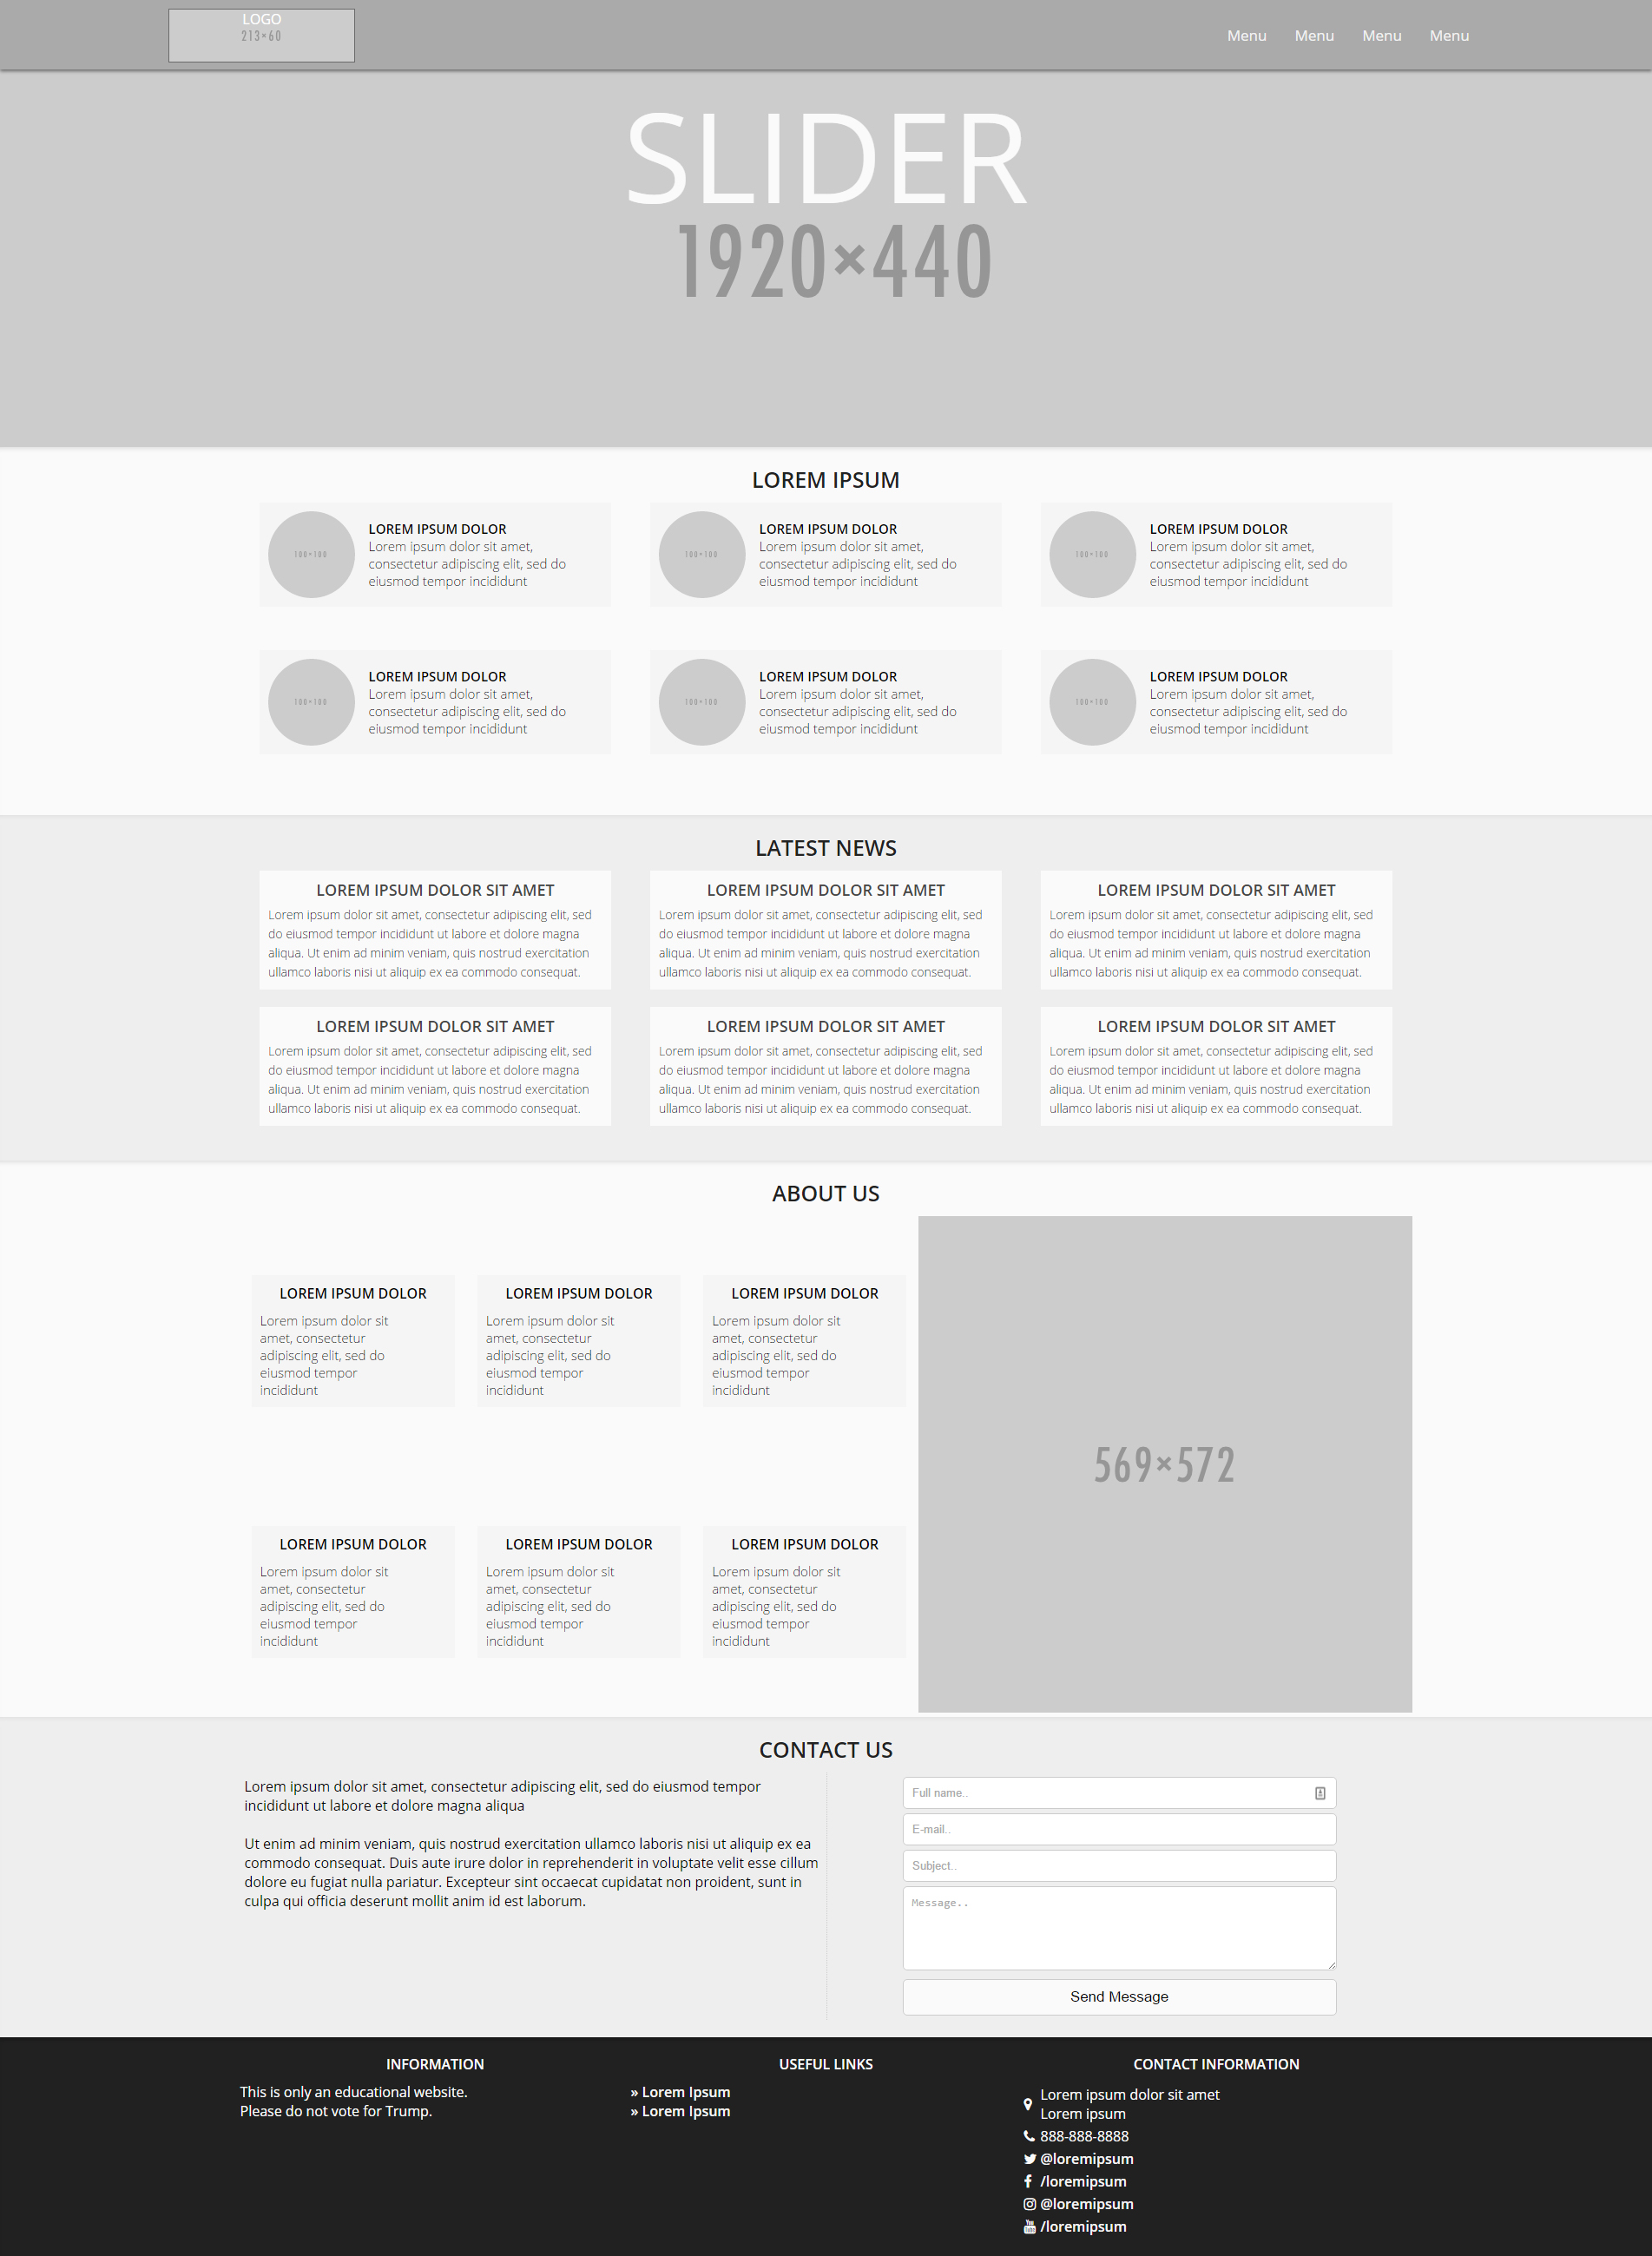 LOGO
213×60
Menu Menu Menu Menu
SLIDER
1920×440
LOREM IPSUM
100×100
LOREM IPSUM DOLOR
Lorem ipsum dolor sit amet,
consectetur adipiscing elit, sed do
eiusmod tempor incididunt
100×100
LOREM IPSUM DOLOR
Lorem ipsum dolor sit amet,
consectetur adipiscing elit, sed do
eiusmod tempor incididunt
100×100
LOREM IPSUM DOLOR
Lorem ipsum dolor sit amet,
consectetur adipiscing elit, sed do
eiusmod tempor incididunt
100×100
LOREM IPSUM DOLOR
Lorem ipsum dolor sit amet,
consectetur adipiscing elit, sed do
eiusmod tempor incididunt
100×100
LOREM IPSUM DOLOR
Lorem ipsum dolor sit amet,
consectetur adipiscing elit, sed do
eiusmod tempor incididunt
100×100
LOREM IPSUM DOLOR
Lorem ipsum dolor sit amet,
consectetur adipiscing elit, sed do
eiusmod tempor incididunt
LATEST NEWS
LOREM IPSUM DOLOR SIT AMET
Lorem ipsum dolor sit amet, consectetur adipiscing elit, sed
do eiusmod tempor incididunt ut labore et dolore magna
aliqua. Ut enim ad minim veniam, quis nostrud exercitation
ullamco laboris nisi ut aliquip ex ea commodo consequat.
LOREM IPSUM DOLOR SIT AMET
Lorem ipsum dolor sit amet, consectetur adipiscing elit, sed
do eiusmod tempor incididunt ut labore et dolore magna
aliqua. Ut enim ad minim veniam, quis nostrud exercitation
ullamco laboris nisi ut aliquip ex ea commodo consequat.
LOREM IPSUM DOLOR SIT AMET
Lorem ipsum dolor sit amet, consectetur adipiscing elit, sed
do eiusmod tempor incididunt ut labore et dolore magna
aliqua. Ut enim ad minim veniam, quis nostrud exercitation
ullamco laboris nisi ut aliquip ex ea commodo consequat.
LOREM IPSUM DOLOR SIT AMET
Lorem ipsum dolor sit amet, consectetur adipiscing elit, sed
do eiusmod tempor incididunt ut labore et dolore magna
aliqua. Ut enim ad minim veniam, quis nostrud exercitation
ullamco laboris nisi ut aliquip ex ea commodo consequat.
LOREM IPSUM DOLOR SIT AMET
Lorem ipsum dolor sit amet, consectetur adipiscing elit, sed
do eiusmod tempor incididunt ut labore et dolore magna
aliqua. Ut enim ad minim veniam, quis nostrud exercitation
ullamco laboris nisi ut aliquip ex ea commodo consequat.
LOREM IPSUM DOLOR SIT AMET
Lorem ipsum dolor sit amet, consectetur adipiscing elit, sed
do eiusmod tempor incididunt ut labore et dolore magna
aliqua. Ut enim ad minim veniam, quis nostrud exercitation
ullamco laboris nisi ut aliquip ex ea commodo consequat.
ABOUT US
LOREM IPSUM DOLOR
Lorem ipsum dolor sit
amet, consectetur
adipiscing elit, sed do
eiusmod tempor
incididunt
LOREM IPSUM DOLOR
Lorem ipsum dolor sit
amet, consectetur
adipiscing elit, sed do
eiusmod tempor
incididunt
LOREM IPSUM DOLOR
Lorem ipsum dolor sit
amet, consectetur
adipiscing elit, sed do
eiusmod tempor
incididunt
LOREM IPSUM DOLOR
Lorem ipsum dolor sit
amet, consectetur
adipiscing elit, sed do
eiusmod tempor
incididunt
LOREM IPSUM DOLOR
Lorem ipsum dolor sit
amet, consectetur
adipiscing elit, sed do
eiusmod tempor
incididunt
LOREM IPSUM DOLOR
Lorem ipsum dolor sit
amet, consectetur
adipiscing elit, sed do
eiusmod tempor
incididunt
569×572
CONTACT US
Lorem ipsum dolor sit amet, consectetur adipiscing elit, sed do eiusmod tempor
incididunt ut labore et dolore magna aliqua
Ut enim ad minim veniam, quis nostrud exercitation ullamco laboris nisi ut aliquip ex ea
commodo consequat. Duis aute irure dolor in reprehenderit in voluptate velit esse cillum
dolore eu fugiat nulla pariatur. Excepteur sint occaecat cupidatat non proident, sunt in
culpa qui officia deserunt mollit anim id est laborum.
Full name..
E-mail..
Subject..
Message..
Send Message
INFORMATION
This is only an educational website.
Please do not vote for Trump.
USEFUL LINKS
» Lorem Ipsum
» Lorem Ipsum
CONTACT INFORMATION
Lorem ipsum dolor sit amet
Lorem ipsum
888-888-8888
@loremipsum
/loremipsum
@loremipsum
/loremipsum